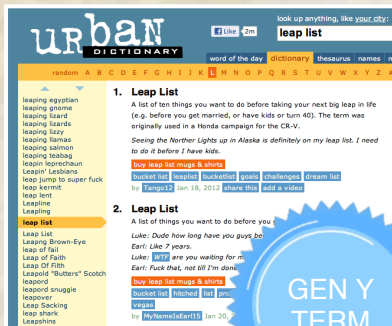 urban
DICTIONARY
Like 2m
look up anything, like your city:
leap list
word of the day dictionary thesaurus names
random A B C D E F G H I J K L M N O P Q R S T U V W X Y Z #
leaping egyptian
leaping gnome
leaping lizard
leaping lizards
leaping lizzy
leaping llamas
leaping salmon
leaping teabag
leapin leprechaun
Leapin' Lesbians
leap jump to super fuck
leap kermit
leap lent
Leapline
Leapling
leap list
Leap List
Leapng Brown-Eye
leap of fail
Leap of Faith
Leap Of Filth
Leapold "Butters" Scotch
leapord
leapord snuggie
leapover
Leap Sacking
leap shark
Leapshins
1. Leap List
A list of ten things you want to do before taking your next big leap in life
(e.g. before you get married, or have kids or turn 40). The term was
originally used in a Honda campaign for the CR-V.
Seeing the Norther Lights up in Alaska is definitely on my leap list. I need
to do it before I have kids.
buy leap list mugs & shirts
bucket list leaplist bucketlist goals challenges dream list
by Tango12 Jan 18, 2012 share this add a video
2. Leap List
A list of things you want to do before you
Luke: Dude how long have you guys be
Earl: Like 7 years.
Luke: WTF are you waiting for m
Earl: Fuck that, not till I'm done
buy leap list mugs & shirts
bucket list hitched list pro
vegas
by MyNameIsEarl15 Jan 20,
GEN Y
TERM